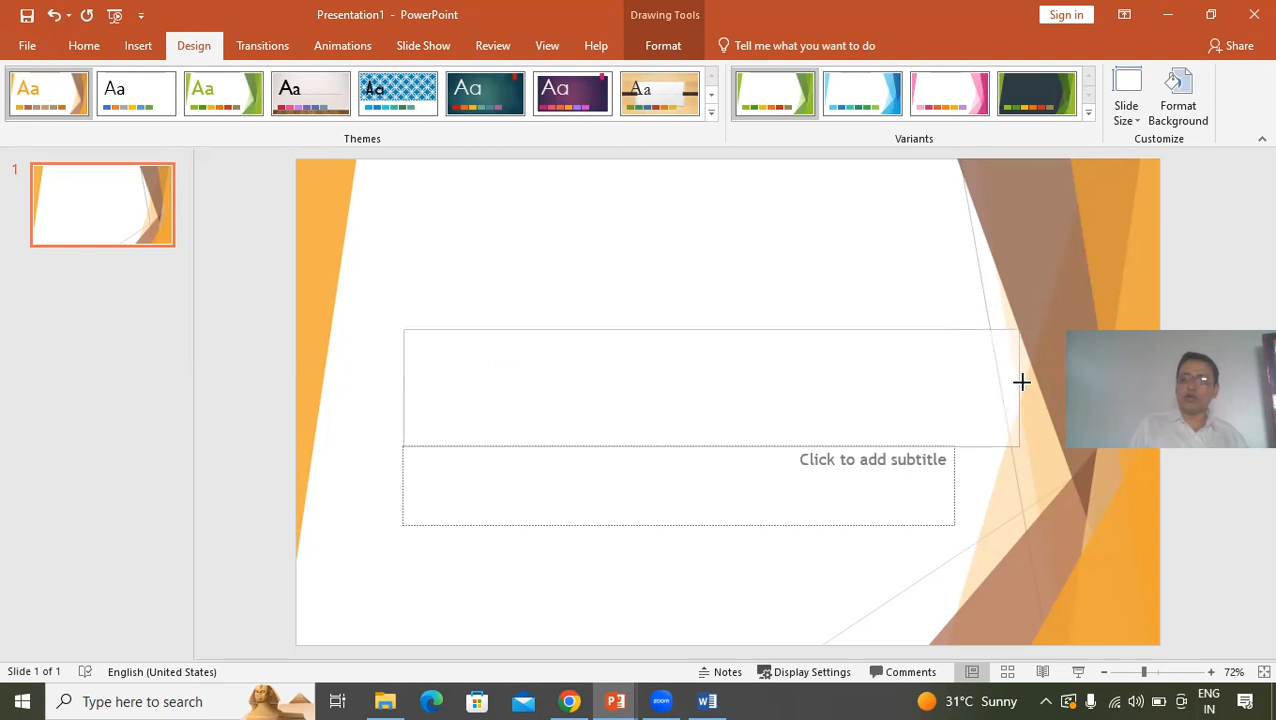 Presentation1 - PowerPoint
Drawing Tools
Sign in
File
Home
Insert
Design
Transitions
Animations
Slide Show
Review
View
Help
Format
Tell me what you want to do
Share
Aa
Aa
Aa
Aa
Aa
Aa
Aa
Aa
Slide Size
Format Background
Themes
Variants
Customize
1
Click to add subtitle
Slide 1 of 1
English (United States)
Notes
Display Settings
Comments
72%
Type here to search
zoom
31°C Sunny
ENG
IN